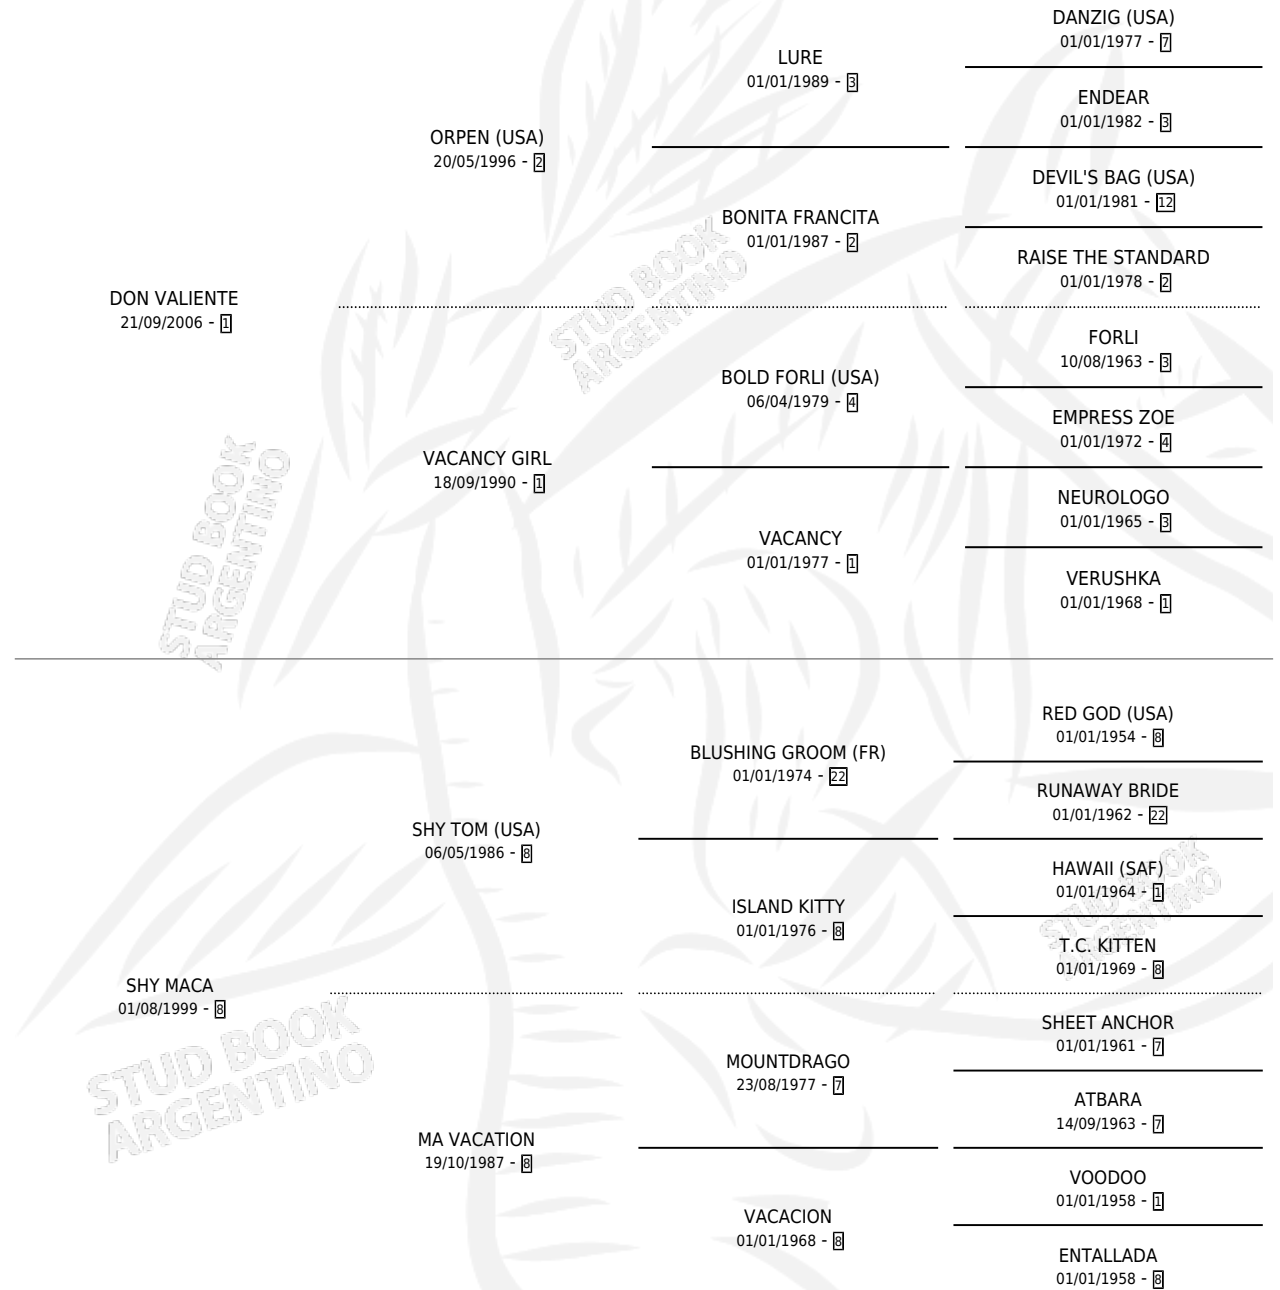 DANZIG (USA)
01/01/1977 - 7
LURE
01/01/1989 - 3
ENDEAR
01/01/1982 - 3
ORPEN (USA)
20/05/1996 - 2
DEVIL'S BAG (USA)
01/01/1981 - 12
BONITA FRANCITA
01/01/1987 - 2
RAISE THE STANDARD
01/01/1978 - 2
DON VALIENTE
21/09/2006 - 1
STUD BOOK
ARGENTINO
FORLI
10/08/1963 - 3
BOLD FORLI (USA)
06/04/1979 - 4
EMPRESS ZOE
01/01/1972 - 4
VACANCY GIRL
18/09/1990 - 1
NEUROLOGO
01/01/1965 - 3
VACANCY
01/01/1977 - 1
VERUSHKA
01/01/1968 - 1
STUD BOOK
ARGENTINO
RED GOD (USA)
01/01/1954 - 8
BLUSHING GROOM (FR)
01/01/1974 - 22
RUNAWAY BRIDE
01/01/1962 - 22
SHY TOM (USA)
06/05/1986 - 8
HAWAII (SAF)
01/01/1964 - 1
ISLAND KITTY
01/01/1976 - 8
STUD BOOK
ARGENTINO
T.C. KITTEN
01/01/1969 - 8
SHY MACA
01/08/1999 - 8
SHEET ANCHOR
01/01/1961 - 7
MOUNTDRAGO
23/08/1977 - 7
STUD BOOK
ARGENTINO
ATBARA
14/09/1963 - 7
MA VACATION
19/10/1987 - 8
VOODOO
01/01/1958 - 1
VACACION
01/01/1968 - 8
ENTALLADA
01/01/1958 - 8